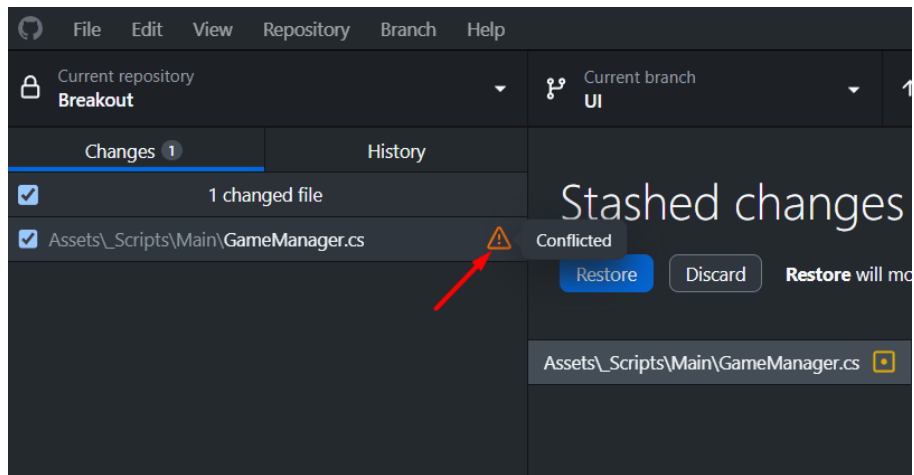 File Edit View Repository Branch Help
Current repository
Breakout
Current branch
UI
Changes 1
History
1 changed file
Assets\_Scripts\Main\GameManager.cs
Conflicted
Stashed changes
Restore
Discard
Restore will mo
Assets\_Scripts\Main\GameManager.cs